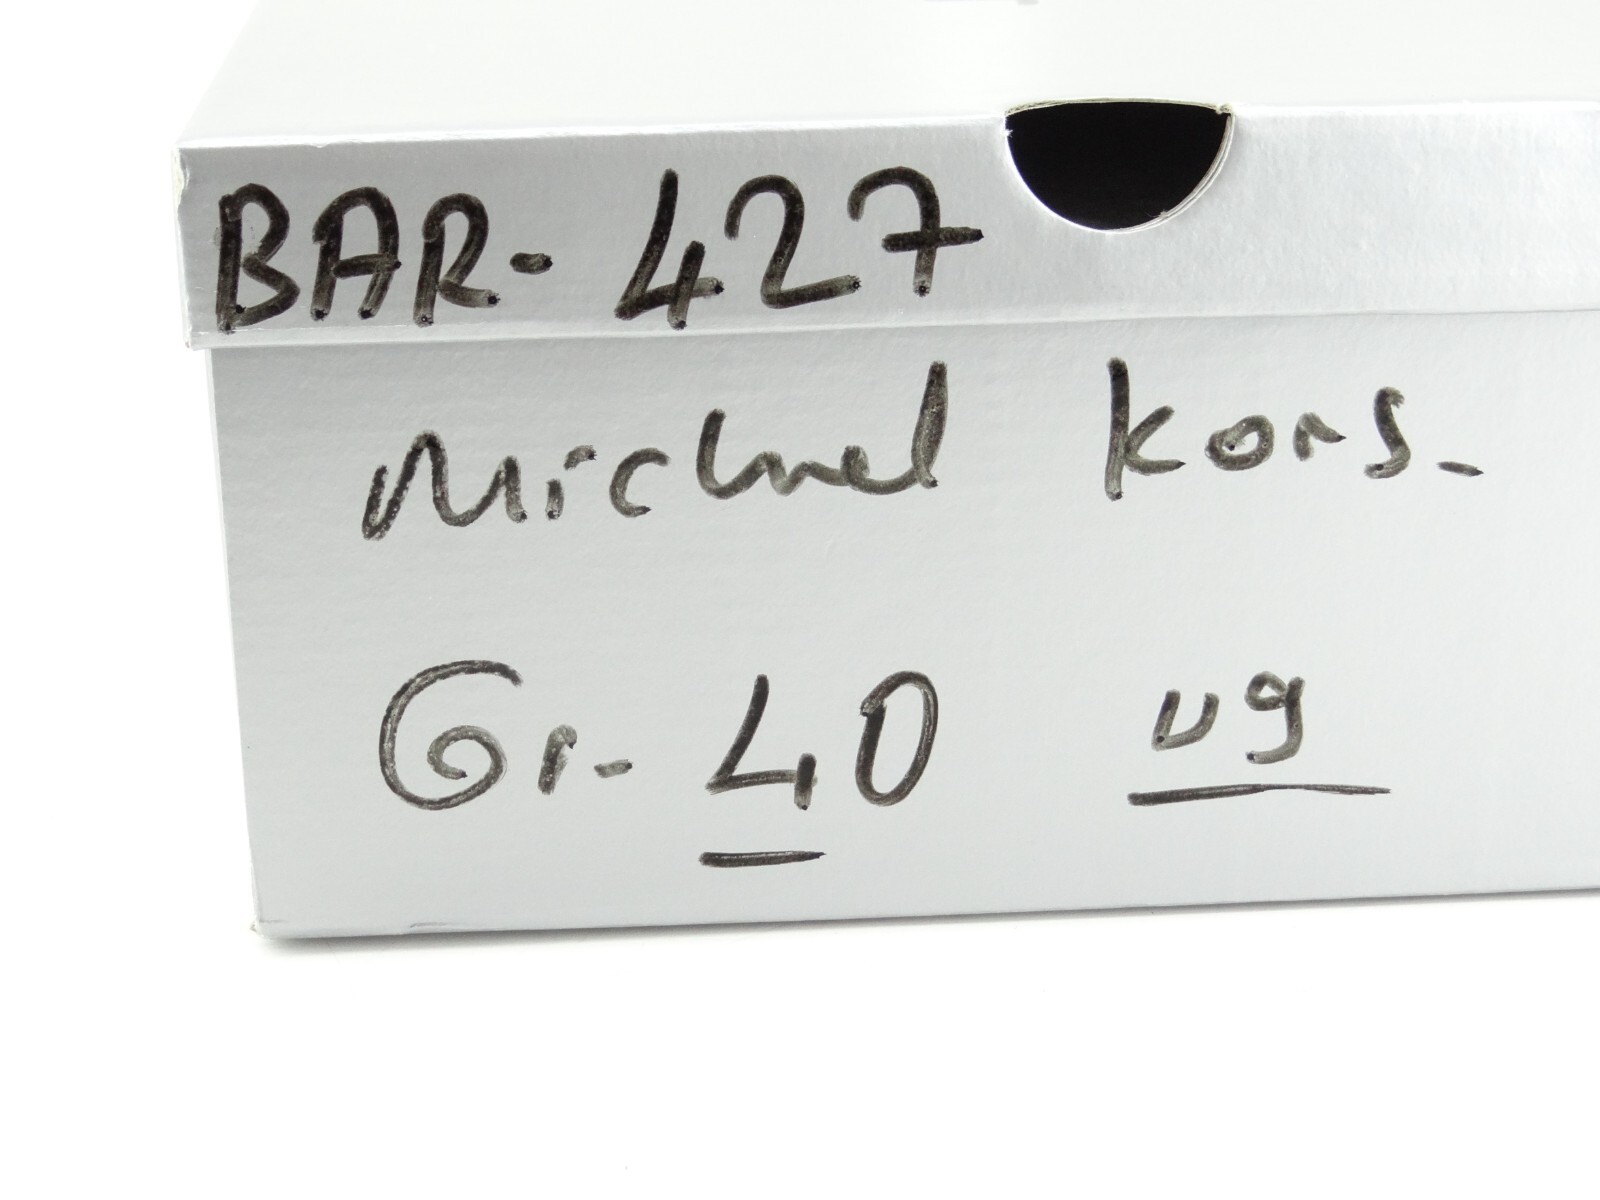 BAR-427
Michael Kors-
Gr-40 ug